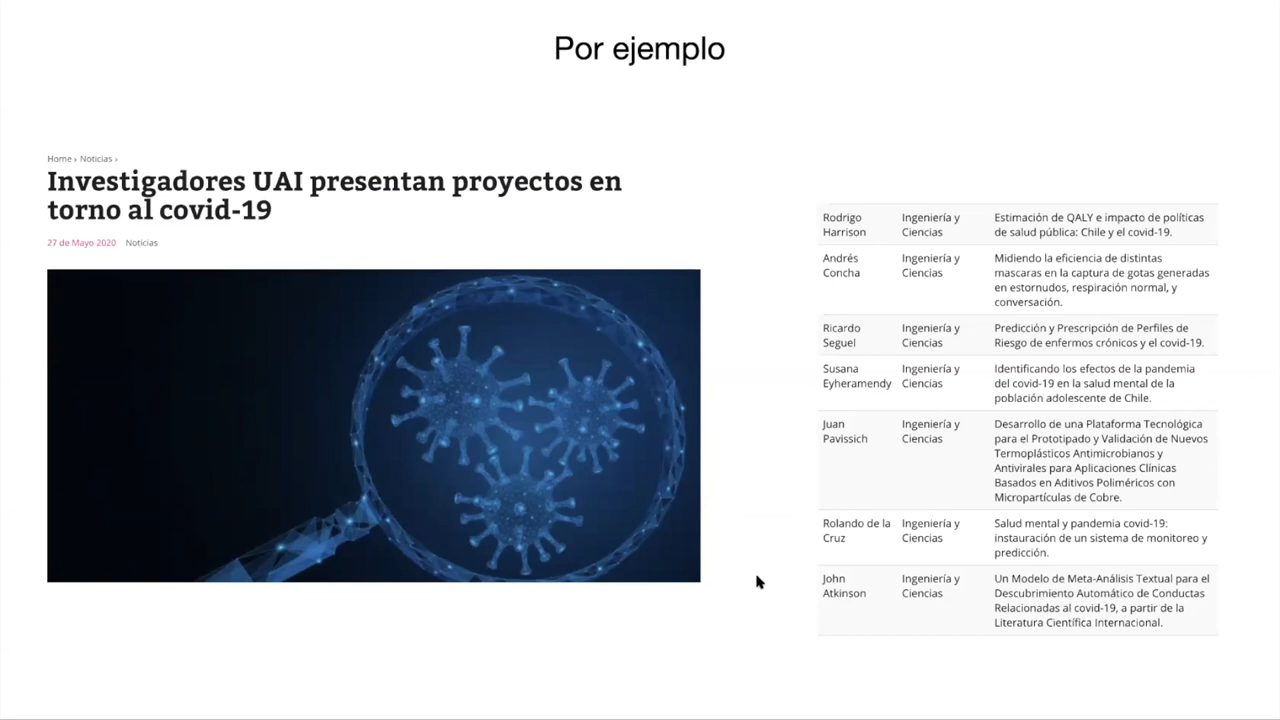 Por ejemplo
Home › Noticias ›
Investigadores UAI presentan proyectos en
torno al covid-19
27 de Mayo 2020 Noticias
Rodrigo
Harrison
Ingeniería y
Ciencias
Estimación de QALY e impacto de políticas
de salud pública: Chile y el covid-19.
Andrés
Concha
Ingeniería y
Ciencias
Midiendo la eficiencia de distintas
mascaras en la captura de gotas generadas
en estornudos, respiración normal, y
conversación.
Ricardo
Seguel
Ingeniería y
Ciencias
Predicción y Prescripción de Perfiles de
Riesgo de enfermos crónicos y el covid-19.
Susana
Eyheramendy
Ingeniería y
Ciencias
Identificando los efectos de la pandemia
del covid-19 en la salud mental de la
población adolescente de Chile.
Juan
Pavissich
Ingeniería y
Ciencias
Desarrollo de una Plataforma Tecnológica
para el Prototipado y Validación de Nuevos
Termoplásticos Antimicrobianos y
Antivirales para Aplicaciones Clínicas
Basados en Aditivos Poliméricos con
Micropartículas de Cobre.
Rolando de la
Cruz
Ingeniería y
Ciencias
Salud mental y pandemia covid-19:
instauración de un sistema de monitoreo y
predicción.
John
Atkinson
Ingeniería y
Ciencias
Un Modelo de Meta-Análisis Textual para el
Descubrimiento Automático de Conductas
Relacionadas al covid-19, a partir de la
Literatura Científica Internacional.